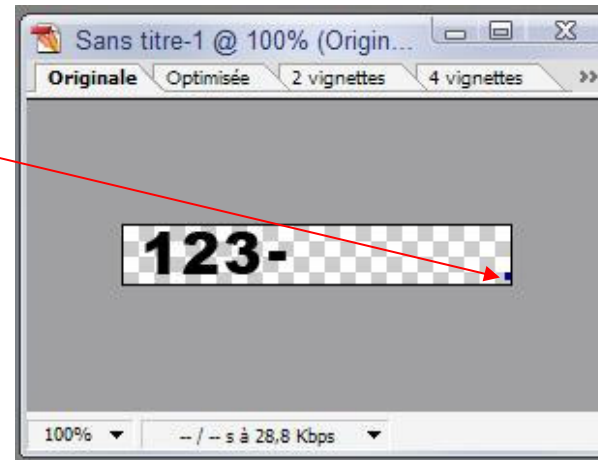 Sans titre-1 @ 100% (Origin...
Originale Optimisée 2 vignettes 4 vignettes >>
123-
100% -- / -- s à 28,8 Kbps